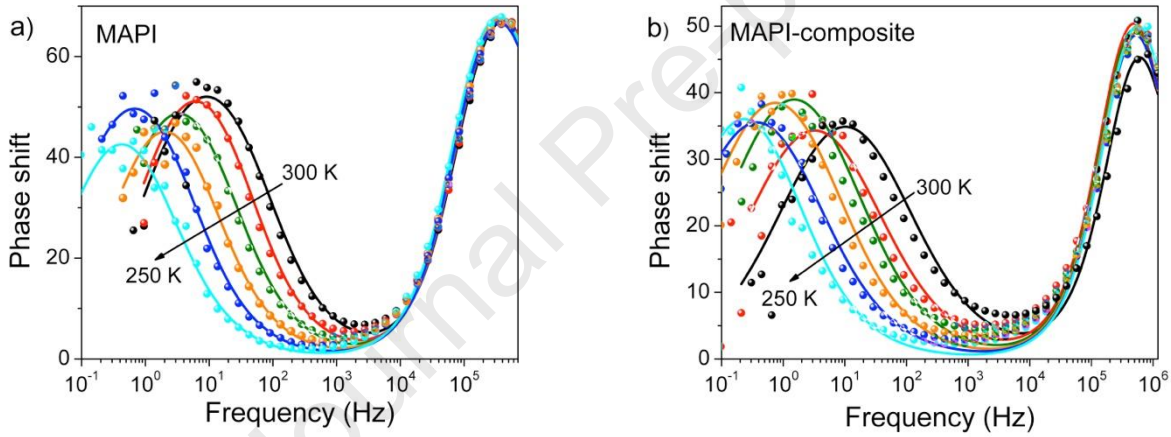 a)
MAPI
Phase shift
60
40
20
0
300 K
250 K
10⁻¹ 10⁰ 10¹ 10² 10³ 10⁴ 10⁵
Frequency (Hz)
b)
MAPI-composite
Phase shift
50
40
30
20
10
0
300 K
250 K
10⁻¹ 10⁰ 10¹ 10² 10³ 10⁴ 10⁵ 10⁶
Frequency (Hz)
Journal Pre-p